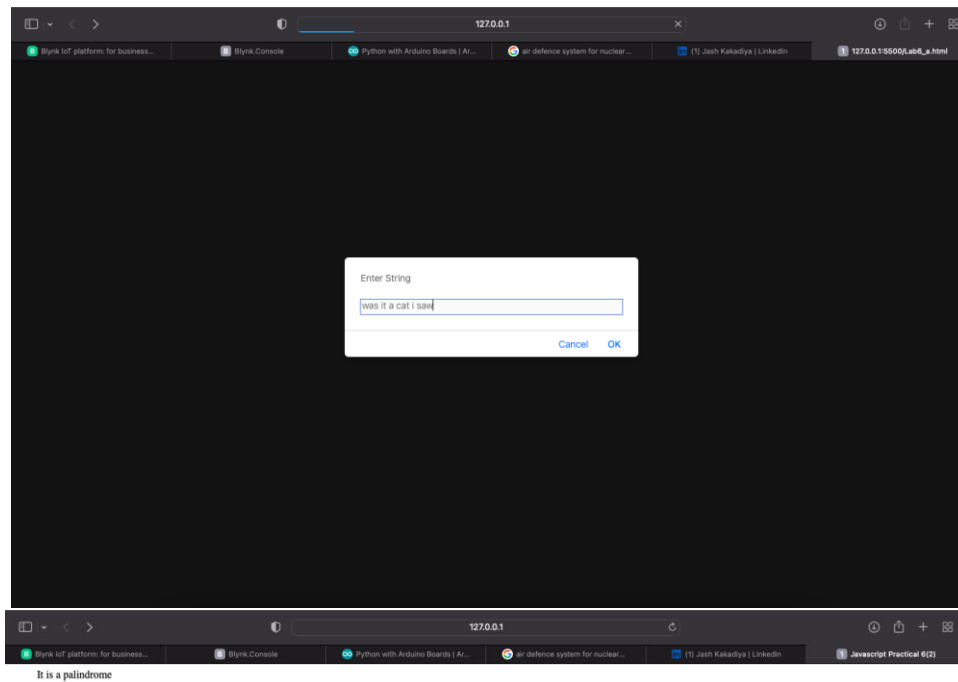 127.0.0.1
Blynk IoT platform: for business... Blynk.Console Python with Arduino Boards | Ar... air defence system for nuclear... (1) Jash Kakadiya | LinkedIn 127.0.0.1:5500/Lab6_a.html
Enter String
was it a cat i saw
Cancel OK
127.0.0.1
Blynk IoT platform: for business... Blynk.Console Python with Arduino Boards | Ar... air defence system for nuclear... (1) Jash Kakadiya | LinkedIn Javascript Practical 6(2)
It is a palindrome